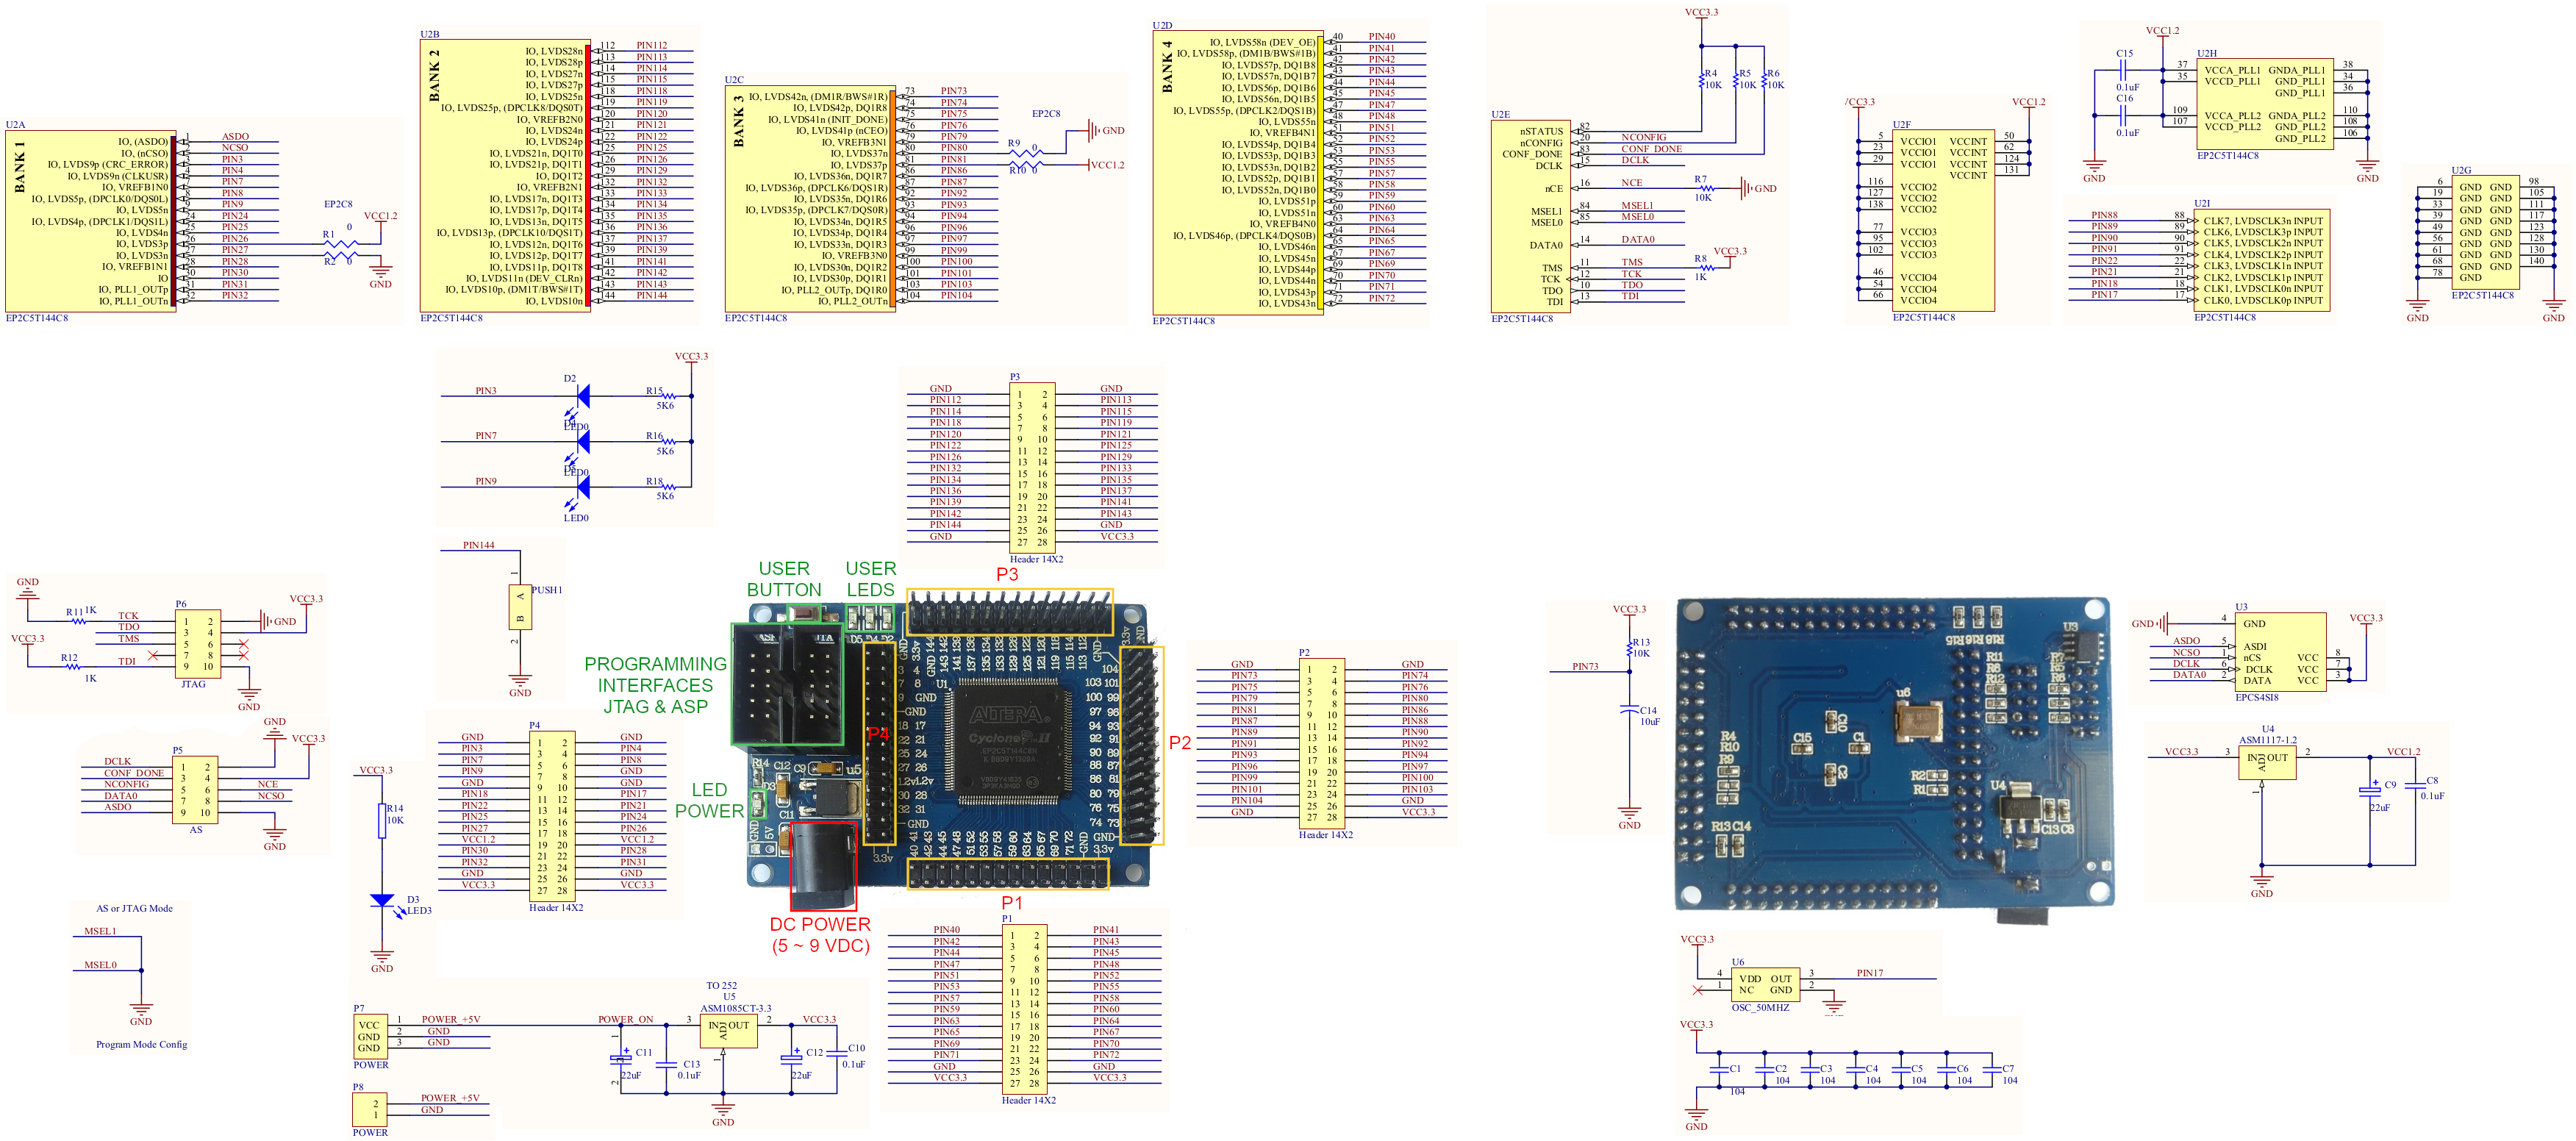 U2A
BANK 1
IO, (ASDO) 1 ASDO
IO, (nCSO) 2 NCSO
IO, LVDS9p (CRC_ERROR) 3 PIN3
IO, LVDS9n (CLKUSR) 4 PIN4
IO, VREFB1N0 7 PIN7
IO, LVDS5p, (DPCLK0/DQS0L) 8 PIN8
IO, LVDS5n 9 PIN9
IO, LVDS4p, (DPCLK1/DQS1L) 24 PIN24
IO, LVDS4n 25 PIN25
IO, LVDS3p 26 PIN26
IO, LVDS3n 27 PIN27
IO, VREFB1N1 28 PIN28
IO 30 PIN30
IO, PLL1_OUTp 31 PIN31
IO, PLL1_OUTn 32 PIN32
EP2C5T144C8
EP2C8
R1 0
R2 0
VCC1.2
GND
U2B
BANK 2
IO, LVDS28n 112 PIN112
IO, LVDS28p 113 PIN113
IO, LVDS27n 114 PIN114
IO, LVDS27p 115 PIN115
IO, LVDS25n 118 PIN118
IO, LVDS25p, (DPCLK8/DQS0T) 119 PIN119
IO, VREFB2N0 120 PIN120
IO, LVDS24n 121 PIN121
IO, LVDS24p 122 PIN122
IO, LVDS21n, DQ1T0 125 PIN125
IO, LVDS21p, DQ1T1 126 PIN126
IO, DQ1T2 129 PIN129
IO, VREFB2N1 132 PIN132
IO, LVDS17n, DQ1T3 133 PIN133
IO, LVDS17p, DQ1T4 134 PIN134
IO, LVDS13n, DQ1T5 135 PIN135
IO, LVDS13p, (DPCLK10/DQS1T) 136 PIN136
IO, LVDS12n, DQ1T6 137 PIN137
IO, LVDS12p, DQ1T7 139 PIN139
IO, LVDS11p, DQ1T8 141 PIN141
IO, LVDS11n (DEV_CLRn) 142 PIN142
IO, LVDS10p, (DM1T/BWS#1T) 143 PIN143
IO, LVDS10n 144 PIN144
EP2C5T144C8
U2C
BANK 3
IO, LVDS42n, (DM1R/BWS#1R) 73 PIN73
IO, LVDS42p, DQ1R8 74 PIN74
IO, LVDS41n (INIT_DONE) 75 PIN75
IO, LVDS41p (nCEO) 76 PIN76
IO, VREFB3N1 79 PIN79
IO, LVDS37n 80 PIN80
IO, LVDS37p 81 PIN81
IO, LVDS36n, DQ1R7 86 PIN86
IO, LVDS36p, (DPCLK6/DQS1R) 87 PIN87
IO, LVDS35n, DQ1R6 92 PIN92
IO, LVDS35p, (DPCLK7/DQS0R) 93 PIN93
IO, LVDS34n, DQ1R5 94 PIN94
IO, LVDS34p, DQ1R4 96 PIN96
IO, LVDS33n, DQ1R3 97 PIN97
IO, VREFB3N0 99 PIN99
IO, LVDS30n, DQ1R2 100 PIN100
IO, LVDS30p, DQ1R1 101 PIN101
IO, PLL2_OUTp, DQ1R0 103 PIN103
IO, PLL2_OUTn 104 PIN104
EP2C5T144C8
EP2C8
R9 0
R10 0
GND
VCC1.2
U2D
BANK 4
IO, LVDS58n (DEV_OE) 40 PIN40
IO, LVDS58p, (DM1B/BWS#1B) 41 PIN41
IO, LVDS57p, DQ1B8 42 PIN42
IO, LVDS57n, DQ1B7 43 PIN43
IO, LVDS56p, DQ1B6 44 PIN44
IO, LVDS56n, DQ1B5 45 PIN45
IO, LVDS55p, (DPCLK2/DQS1B) 47 PIN47
IO, LVDS55n 48 PIN48
IO, VREFB4N1 51 PIN51
IO, LVDS54p, DQ1B4 52 PIN52
IO, LVDS53p, DQ1B3 53 PIN53
IO, LVDS53n, DQ1B2 55 PIN55
IO, LVDS52p, DQ1B1 57 PIN57
IO, LVDS52n, DQ1B0 58 PIN58
IO, LVDS51p 59 PIN59
IO, LVDS51n 60 PIN60
IO, VREFB4N0 63 PIN63
IO, LVDS46p, (DPCLK4/DQS0B) 64 PIN64
IO, LVDS46n 65 PIN65
IO, LVDS45n 67 PIN67
IO, LVDS44p 69 PIN69
IO, LVDS44n 70 PIN70
IO, LVDS43p 71 PIN71
IO, LVDS43n 72 PIN72
EP2C5T144C8
VCC3.3
R4 10K
R5 10K
R6 10K
U2E
nSTATUS 82
nCONFIG 20 NCONFIG
CONF_DONE 83 CONF DONE
DCLK 15 DCLK
nCE 16 NCE R7 10K GND
MSEL1 84 MSEL1
MSEL0 85 MSEL0
DATA0 14 DATA0
TMS 11 TMS R8 1K VCC3.3
TCK 12 TCK
TDO 10 TDO
TDI 13 TDI
EP2C5T144C8
VCC3.3
VCC1.2
U2F
5 VCCIO1 VCCINT 50
23 VCCIO1 VCCINT 62
29 VCCIO1 VCCINT 124
VCCINT 131
116 VCCIO2
127 VCCIO2
138 VCCIO2
77 VCCIO3
95 VCCIO3
102 VCCIO3
46 VCCIO4
54 VCCIO4
66 VCCIO4
EP2C5T144C8
VCC1.2
C15 0.1uF
C16 0.1uF
GND
U2H
37 VCCA_PLL1 GNDA_PLL1 38
35 VCCD_PLL1 GND_PLL1 34
GND_PLL1 36
109 VCCA_PLL2 GNDA_PLL2 110
107 VCCD_PLL2 GND_PLL2 108
GND_PLL2 106
EP2C5T144C8
GND
U2I
PIN88 88 CLK7, LVDSCLK3n INPUT
PIN89 89 CLK6, LVDSCLK3p INPUT
PIN90 90 CLK5, LVDSCLK2n INPUT
PIN91 91 CLK4, LVDSCLK2p INPUT
PIN22 22 CLK3, LVDSCLK1n INPUT
PIN21 21 CLK2, LVDSCLK1p INPUT
PIN18 18 CLK1, LVDSCLK0n INPUT
PIN17 17 CLK0, LVDSCLK0p INPUT
EP2C5T144C8
U2G
6 GND GND 98
19 GND GND 105
33 GND GND 111
39 GND GND 117
49 GND GND 123
56 GND GND 128
61 GND GND 130
68 GND GND 140
78 GND
EP2C5T144C8
GND
GND
VCC3.3
PIN3 D2 R15 5K6
LED0
PIN7 D4 R16 5K6
LED0
PIN9 D5 R18 5K6
LED0
P3
GND 1 2 GND
PIN112 3 4 PIN113
PIN114 5 6 PIN115
PIN118 7 8 PIN119
PIN120 9 10 PIN121
PIN122 11 12 PIN125
PIN126 13 14 PIN129
PIN132 15 16 PIN133
PIN134 17 18 PIN135
PIN136 19 20 PIN137
PIN139 21 22 PIN141
PIN142 23 24 PIN143
PIN144 25 26 GND
GND 27 28 VCC3.3
Header 14X2
PIN144
1
A
B
2
PUSH1
GND
GND
R11 1K
VCC3.3
R12 1K
P6
TCK 1 2 GND
TDO 3 4 VCC3.3
TMS 5 6
7 8
TDI 9 10
JTAG
GND
P5
GND
VCC3.3
DCLK 1 2
CONF DONE 3 4
NCONFIG 5 6 NCE
DATA0 7 8 NCSO
ASDO 9 10
AS
GND
AS or JTAG Mode
MSEL1
MSEL0
GND
Program Mode Config
VCC3.3
R14 10K
D3 LED3
GND
P4
GND 1 2 GND
PIN3 3 4 PIN4
PIN7 5 6 PIN8
PIN9 7 8 GND
GND 9 10 GND
PIN18 11 12 PIN17
PIN22 13 14 PIN21
PIN25 15 16 PIN24
PIN27 17 18 PIN26
VCC1.2 19 20 VCC1.2
PIN30 21 22 PIN28
PIN32 23 24 PIN31
GND 25 26 GND
VCC3.3 27 28 VCC3.3
Header 14X2
USER BUTTON
USER LEDS
P3
PROGRAMMING INTERFACES JTAG & ASP
LED POWER
P4
P2
P1
DC POWER
(5 ~ 9 VDC)
ALTERA
Cyclone II
P2
GND 1 2 GND
PIN73 3 4 PIN74
PIN75 5 6 PIN76
PIN79 7 8 PIN80
PIN81 9 10 PIN86
PIN87 11 12 PIN88
PIN89 13 14 PIN90
PIN91 15 16 PIN92
PIN93 17 18 PIN94
PIN96 19 20 PIN97
PIN99 21 22 PIN100
PIN101 23 24 PIN103
PIN104 25 26 GND
GND 27 28 VCC3.3
Header 14X2
P1
PIN40 1 2 PIN41
PIN42 3 4 PIN43
PIN44 5 6 PIN45
PIN47 7 8 PIN48
PIN51 9 10 PIN52
PIN53 11 12 PIN55
PIN57 13 14 PIN58
PIN59 15 16 PIN60
PIN63 17 18 PIN64
PIN65 19 20 PIN67
PIN69 21 22 PIN70
PIN71 23 24 PIN72
GND 25 26 GND
VCC3.3 27 28 VCC3.3
Header 14X2
P7
VCC 1 POWER_+5V
GND 2 GND
GND 3 GND
POWER
P8
2 POWER_+5V
1 GND
POWER
POWER_ON
TO 252
U5
ASM1085CT-3.3
3 IN OUT 2 VCC3.3
ADJ
1
C11 22uF
C13 0.1uF
C12 22uF
C10 0.1uF
GND
VCC3.3
R13 10K
PIN73
C14 10uF
GND
U3
GND 4 GND
ASDO 5 ASDI
NCSO 1 nCS VCC 8
DCLK 6 DCLK VCC 7
DATA0 2 DATA VCC 3
EPCS4SI8
VCC3.3
U4
ASM1117-1.2
VCC3.3 3 IN OUT 2 VCC1.2
ADJ
1
C9 22uF
C8 0.1uF
GND
VCC3.3
U6
4 VDD OUT 3 PIN17
1 NC GND 2
OSC_50MHZ
VCC3.3
C1 104
C2 104
C3 104
C4 104
C5 104
C6 104
C7 104
GND